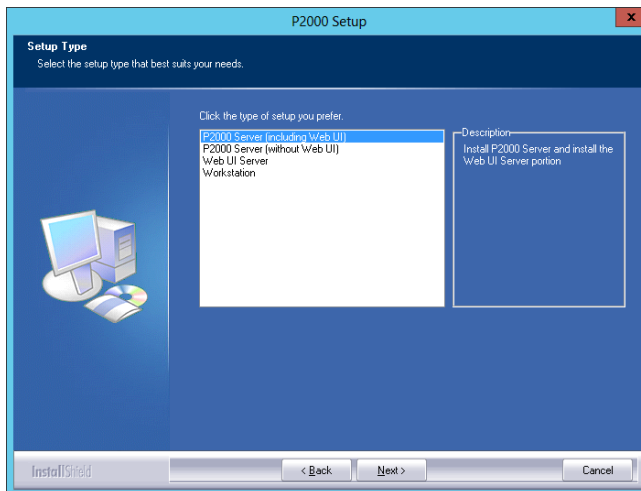 P2000 Setup
x
Setup Type
Select the setup type that best suits your needs.
Click the type of setup you prefer.
P2000 Server (including Web UI)
P2000 Server (without Web UI)
Web UI Server
Workstation
Description
Install P2000 Server and install the
Web UI Server portion
InstallShield
< Back
Next >
Cancel